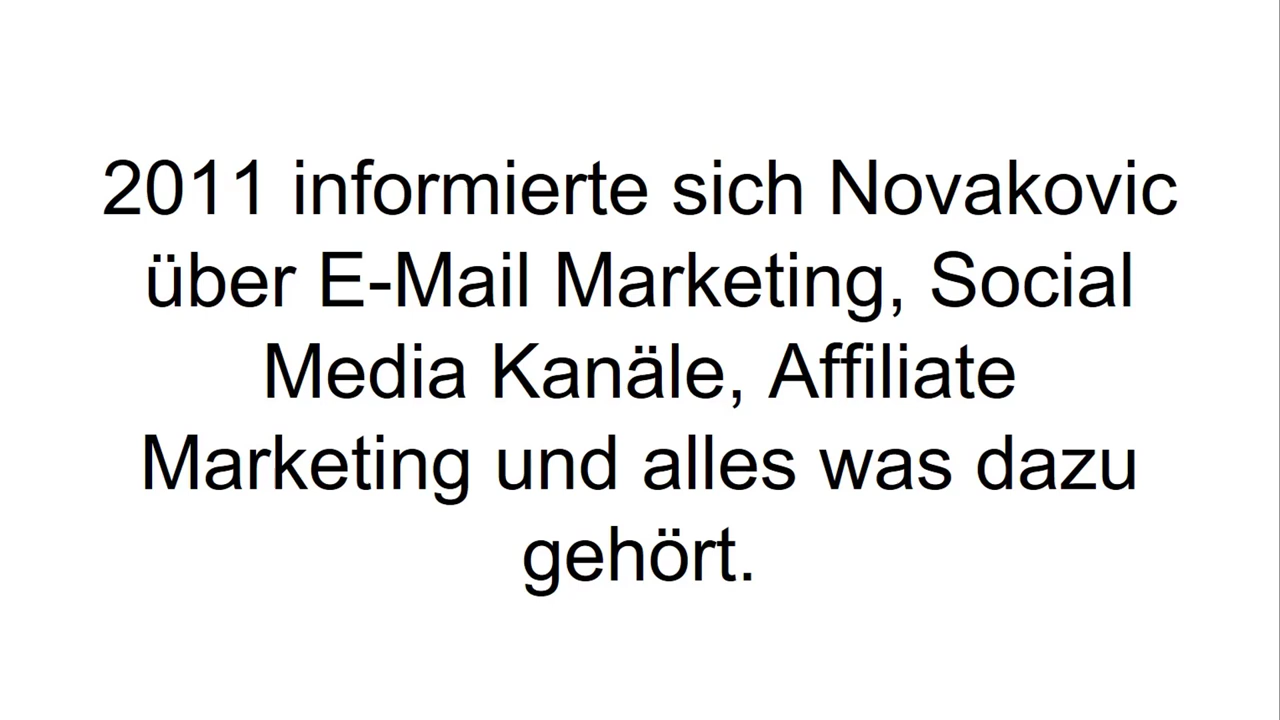 2011 informierte sich Novakovic
über E-Mail Marketing, Social
Media Kanäle, Affiliate
Marketing und alles was dazu
gehört.